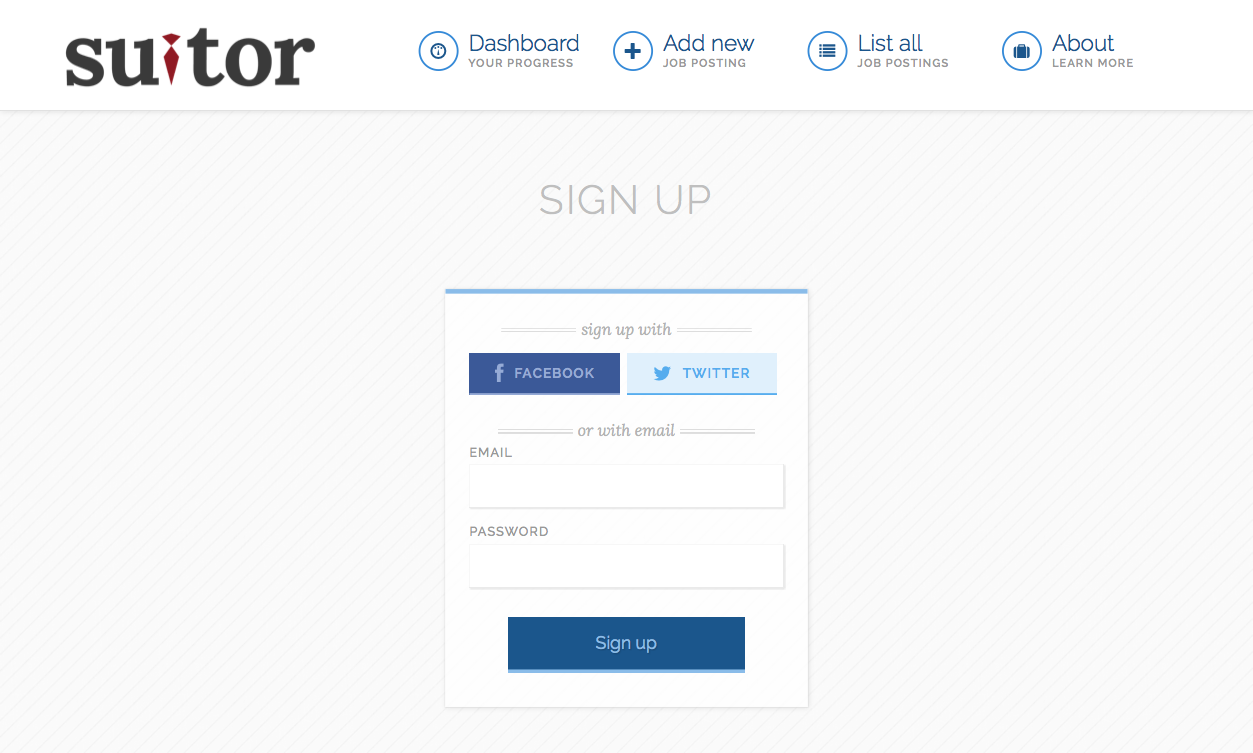 suitor
Dashboard
YOUR PROGRESS
Add new
JOB POSTING
List all
JOB POSTINGS
About
LEARN MORE
SIGN UP
sign up with
FACEBOOK
TWITTER
or with email
EMAIL
PASSWORD
Sign up